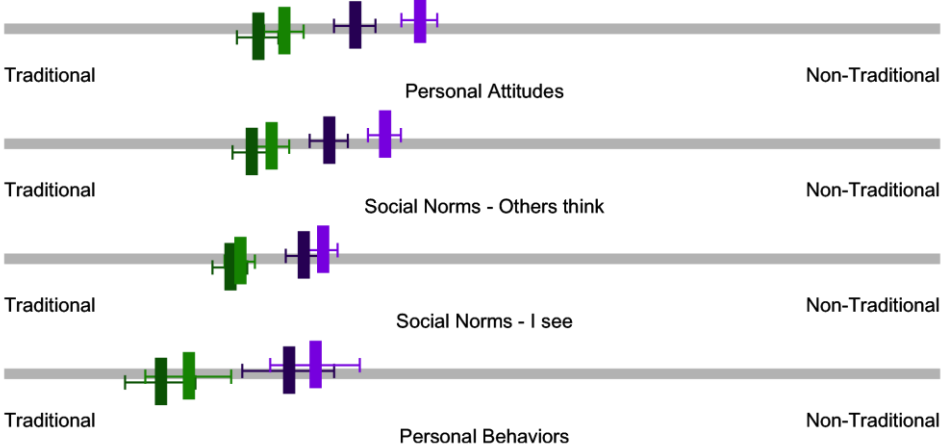 Traditional
Non-Traditional
Personal Attitudes
Traditional
Non-Traditional
Social Norms - Others think
Traditional
Non-Traditional
Social Norms - I see
Traditional
Non-Traditional
Personal Behaviors